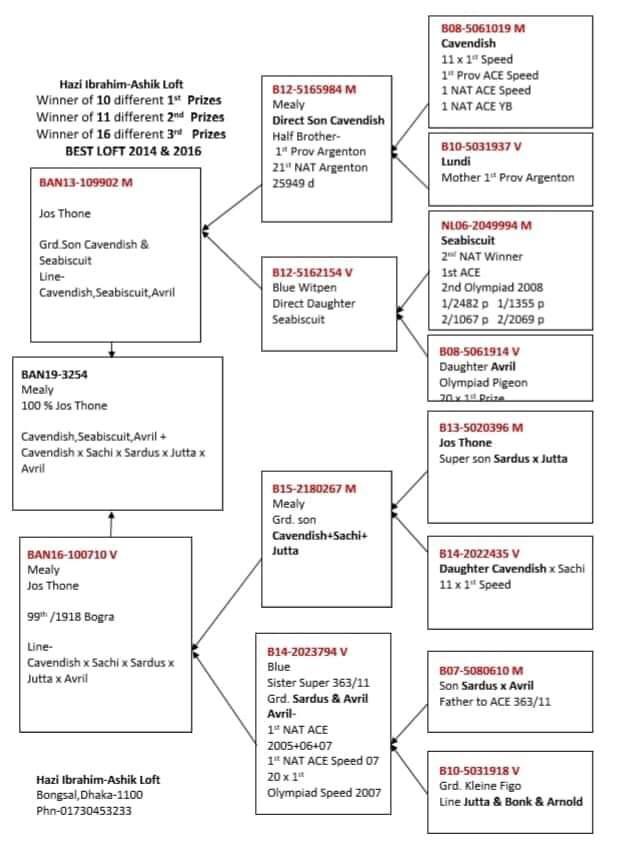 Hazi Ibrahim-Ashik Loft
Winner of 10 different 1st Prizes
Winner of 11 different 2nd Prizes
Winner of 16 different 3rd Prizes
BEST LOFT 2014 & 2016
BAN13-109902 M
Jos Thone
Grd.Son Cavendish &
Seabiscuit
Line-
Cavendish,Seabiscuit,Avril
BAN19-3254
Mealy
100 % Jos Thone
Cavendish,Seabiscuit,Avril +
Cavendish x Sachi x Sardus x Jutta x
Avril
BAN16-100710 V
Mealy
Jos Thone
99th /1918 Bogra
Line-
Cavendish x Sachi x Sardus x
Jutta x Avril
Hazi Ibrahim-Ashik Loft
Bongsal,Dhaka-1100
Phn-01730453233
B12-5165984 M
Mealy
Direct Son Cavendish
Half Brother-
1st Prov Argenton
21st NAT Argenton
25949 d
B12-5162154 V
Blue Witpen
Direct Daughter
Seabiscuit
B15-2180267 M
Mealy
Grd. son
Cavendish+Sachi+
Jutta
B14-2023794 V
Blue
Sister Super 363/11
Grd. Sardus & Avril
Avril-
1st NAT ACE
2005+06+07
1st NAT ACE Speed 07
20 x 1st
Olympiad Speed 2007
B08-5061019 M
Cavendish
11 x 1st Speed
1st Prov ACE Speed
1 NAT ACE Speed
1 NAT ACE YB
B10-5031937 V
Lundi
Mother 1st Prov Argenton
NL06-2049994 M
Seabiscuit
2nd NAT Winner
1st ACE
2nd Olympiad 2008
1/2482 p 1/1355 p
2/1067 p 2/2069 p
B08-5061914 V
Daughter Avril
Olympiad Pigeon
20 x 1st Prize
B13-5020396 M
Jos Thone
Super son Sardus x Jutta
B14-2022435 V
Daughter Cavendish x Sachi
11 x 1st Speed
B07-5080610 M
Son Sardus x Avril
Father to ACE 363/11
B10-5031918 V
Grd. Kleine Figo
Line Jutta & Bonk & Arnold